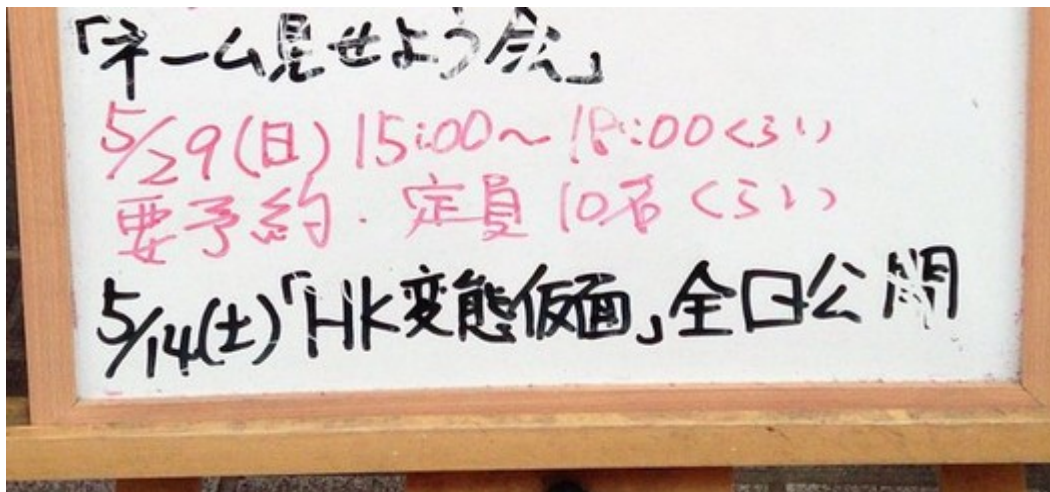 「ネーム見せよう会」
5/29(日) 15:00〜18:00くらい
要予約・定員10名くらい
5/14(土)「HK変態仮面」全日公開